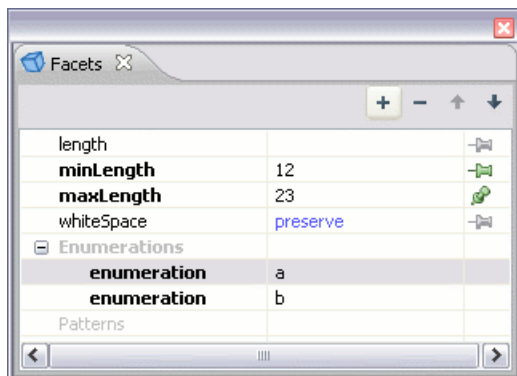 Facets
length
minLength 12
maxLength 23
whiteSpace preserve
Enumerations
enumeration a
enumeration b
Patterns